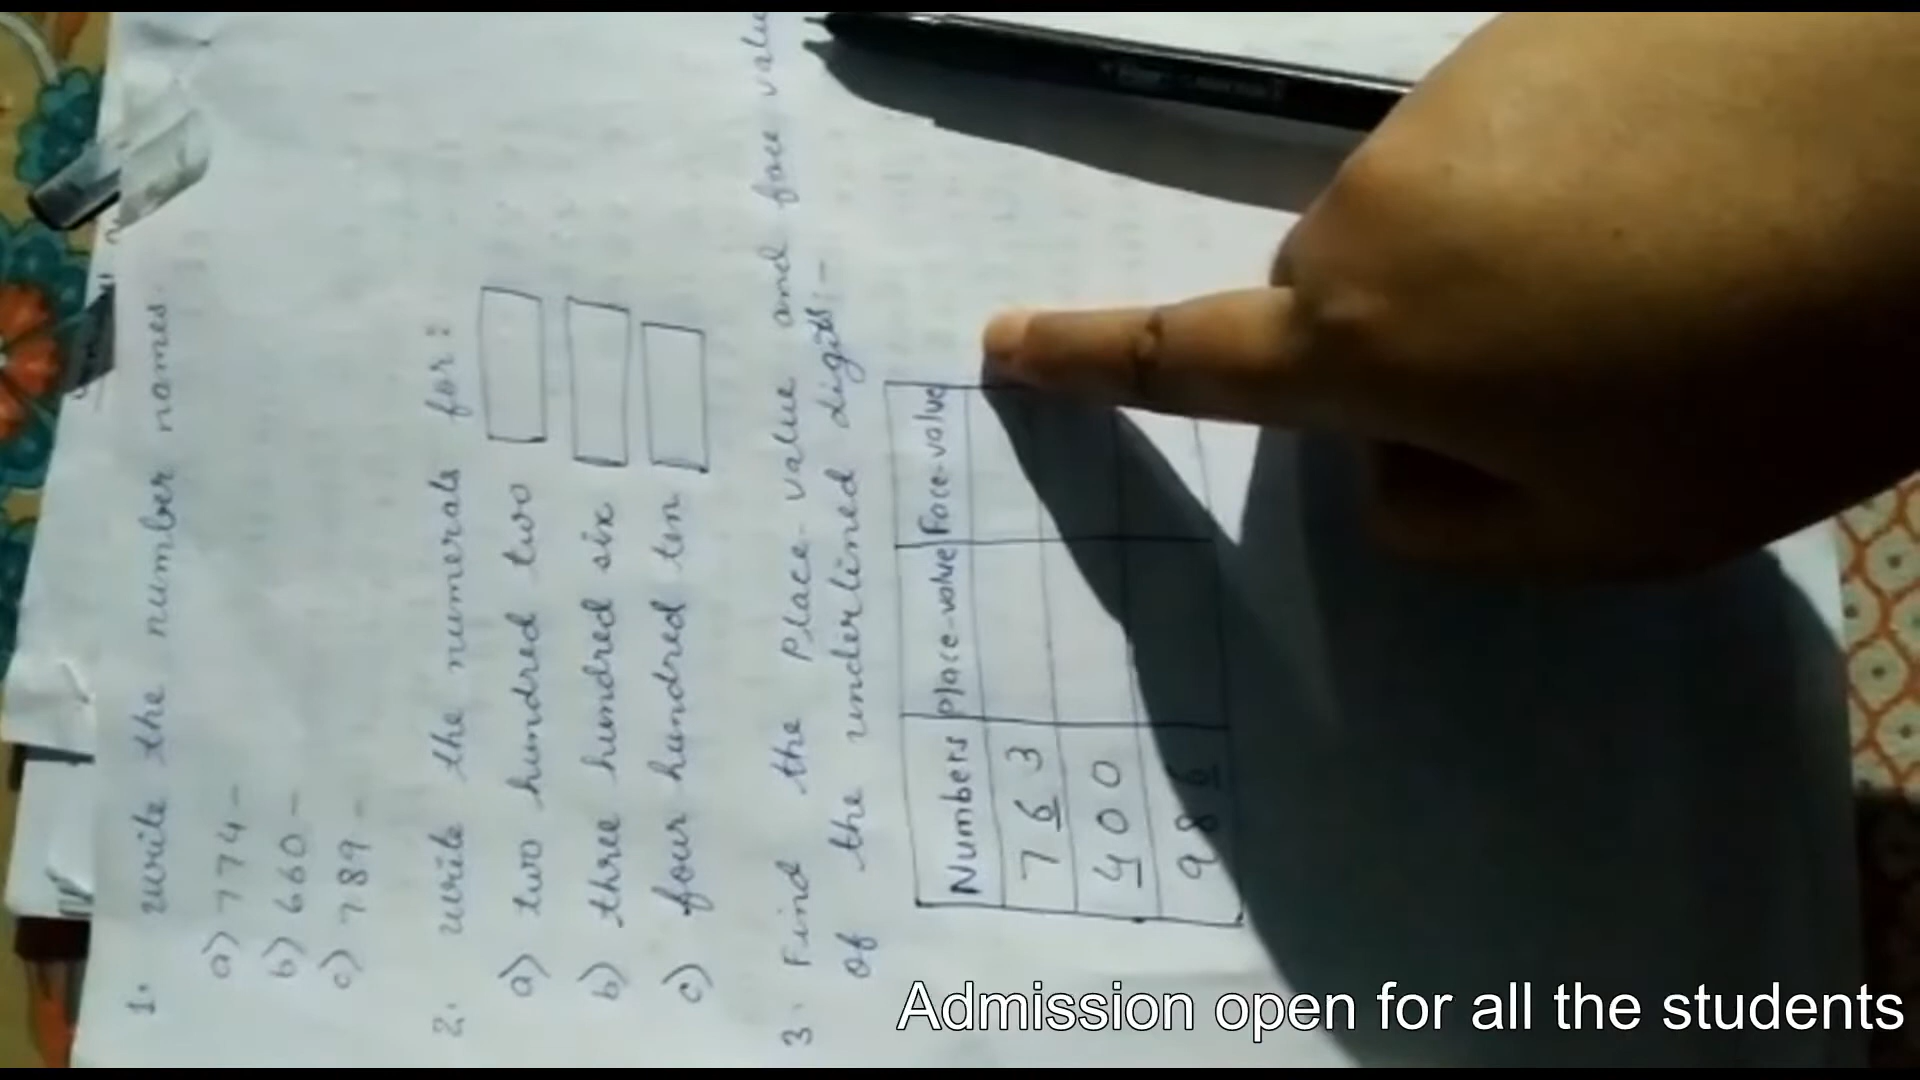 1. write the number names.
a) 774 -
b) 660 -
c) 789 -
2. write the numerals for:
a) two hundred two
b) three hundred six
c) four hundred ten
3. Find the place-value and face value
of the underlined digits:-
Numbers place-value Face-value
763
400
986
Admission open for all the students